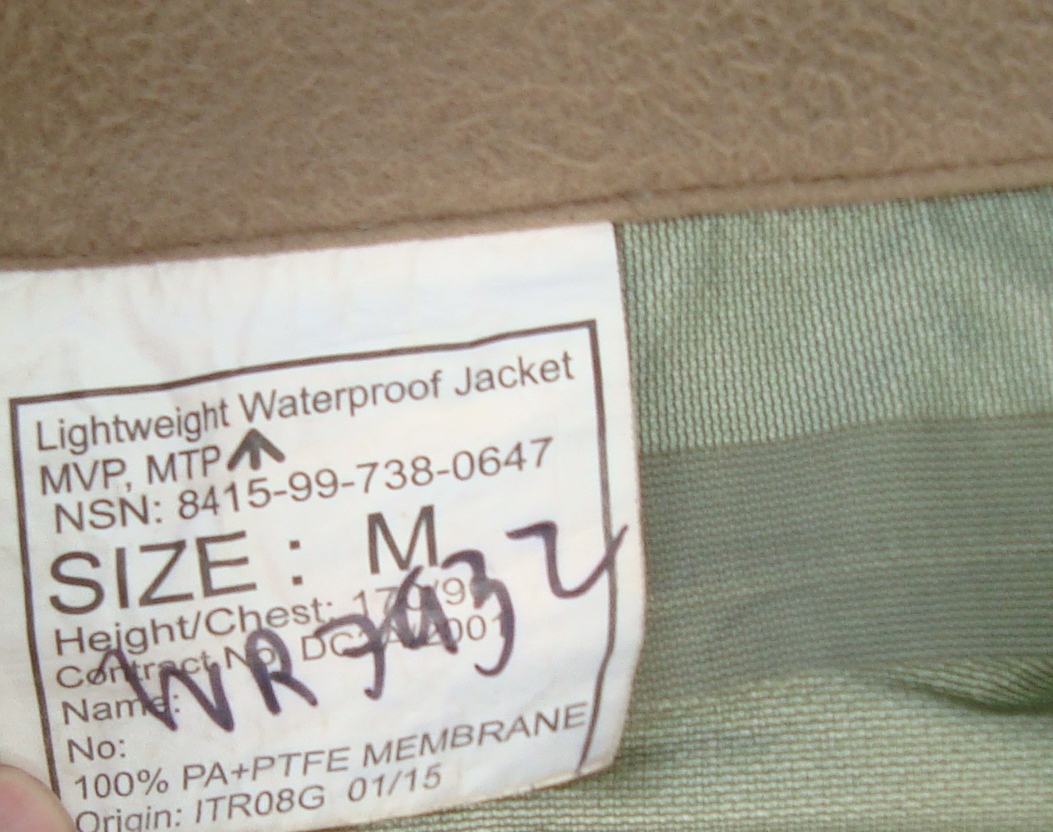 Lightweight Waterproof Jacket
MVP, MTP
NSN: 8415-99-738-0647
SIZE : M
Height/Chest:
Contract No:
WR7932
Name:
No:
100% PA+PTFE MEMBRANE
Origin: ITR08G 01/15